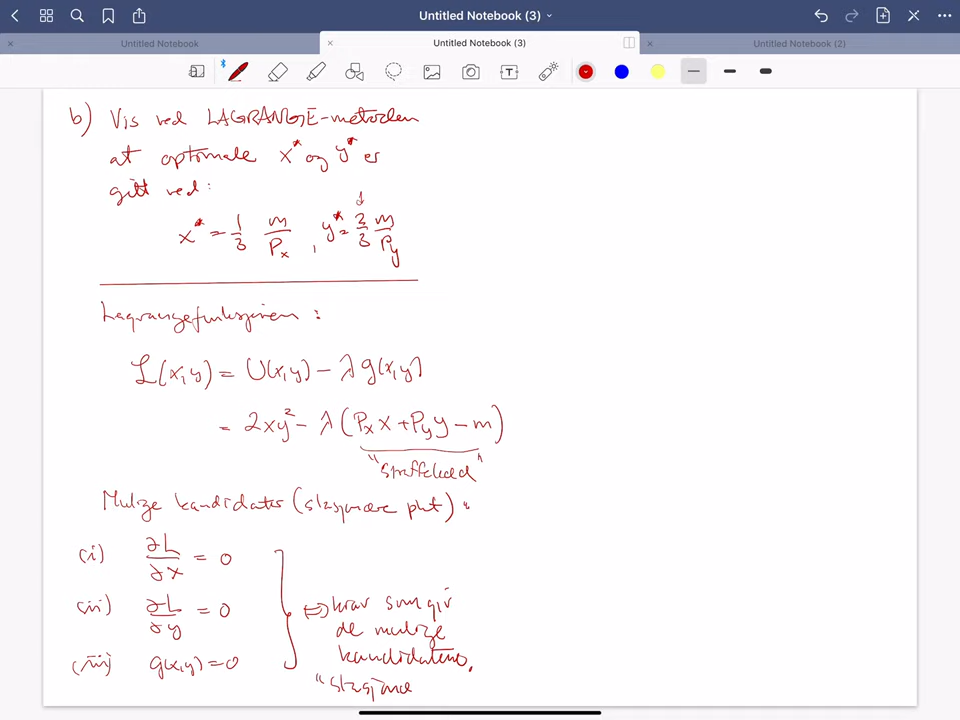 Untitled Notebook (3)
Untitled Notebook
Untitled Notebook (3)
Untitled Notebook (2)
b) Vis ved LAGRANGE-metoden
at optimale x* og y* er
gitt ved:
x* = 1/3 m/Px , y* = 2/3 m/Py
Lagrangefunksjonen :
L(x,y) = U(x,y) - λ g(x,y)
= 2xy² - λ (Px x + Py y - m)
"straffeledd"
Mulige kandidater (stasjonære pkt) :
(i) ∂L/∂x = 0
(ii) ∂L/∂y = 0
(iii) g(x,y) = 0
⇔ krav som gir
de mulige
kandidatene.
"stasjonæ